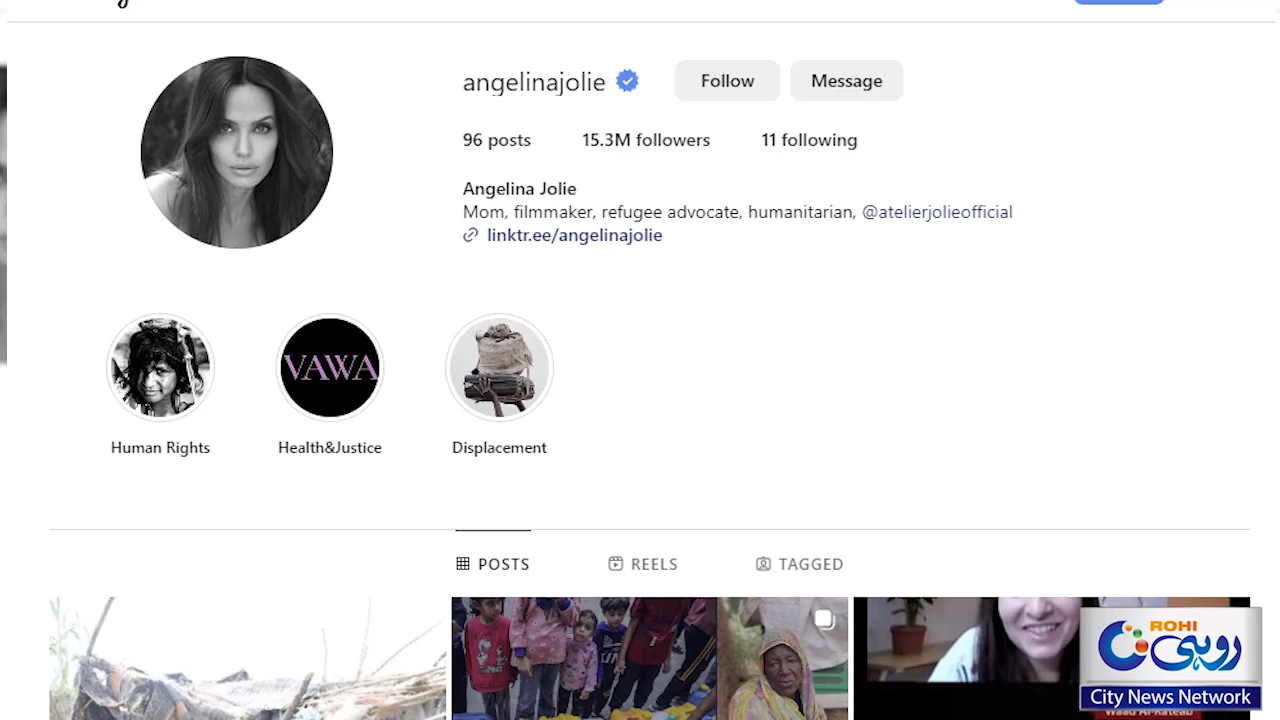 angelinajolie
Follow
Message
96 posts
15.3M followers
11 following
Angelina Jolie
Mom, filmmaker, refugee advocate, humanitarian, @atelierjolieofficial
linktr.ee/angelinajolie
VAWA
Human Rights
Health&Justice
Displacement
POSTS
REELS
TAGGED
ROHI
روہی
City News Network